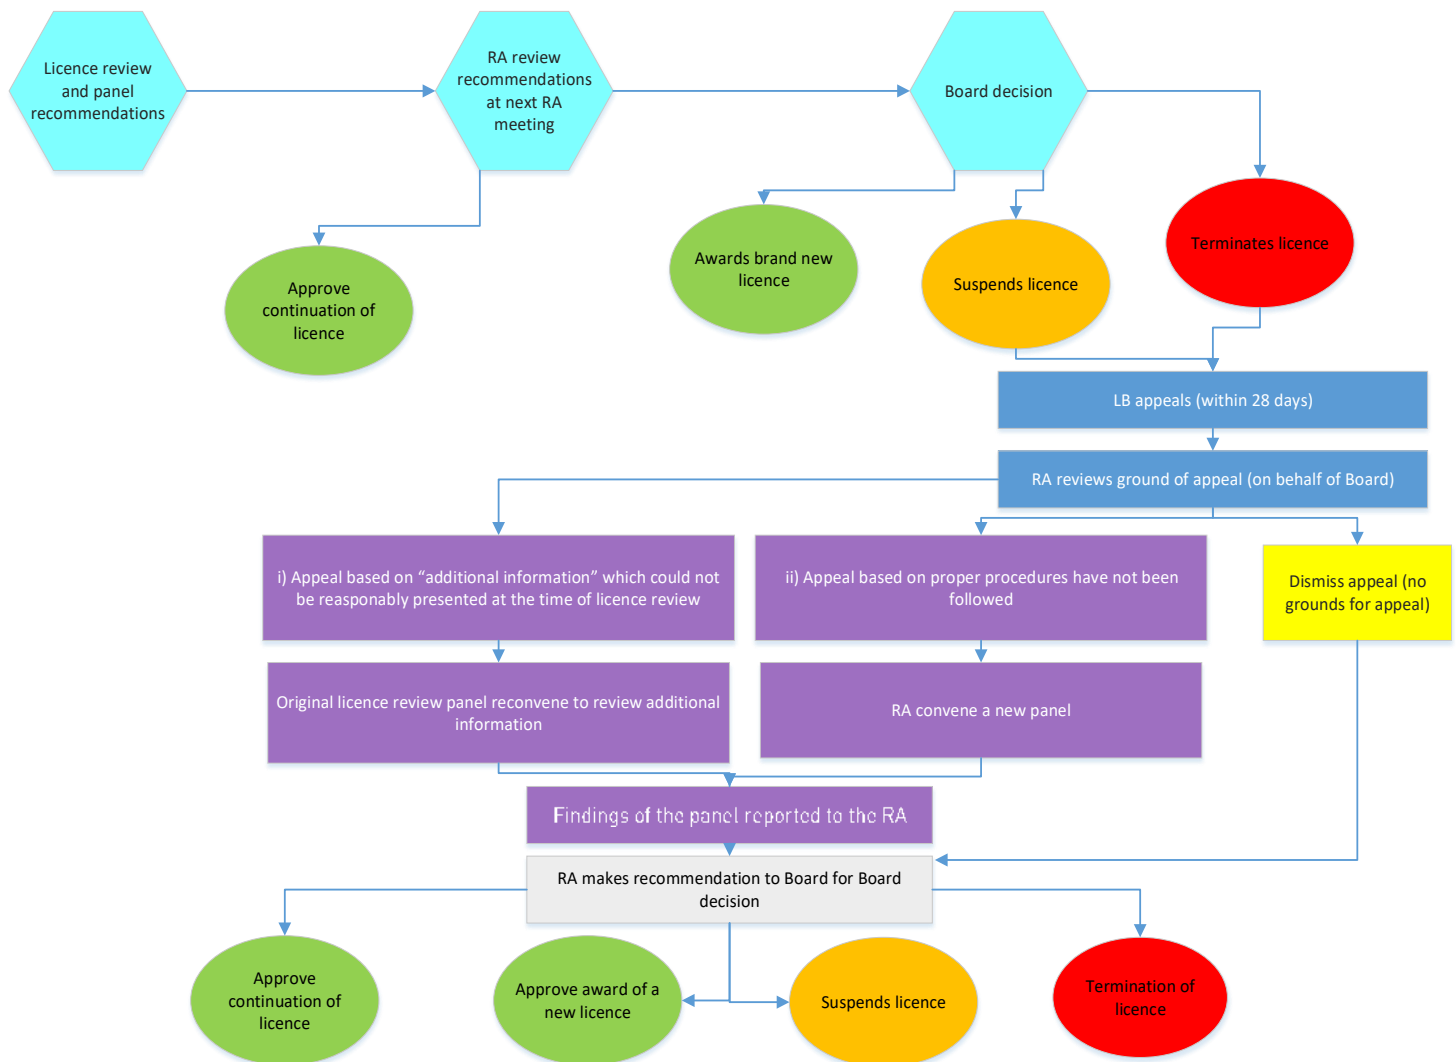 Licence review
and panel
recommendations
RA review
recommendations
at next RA
meeting
Board decision
Approve
continuation of
licence
Awards brand new
licence
Suspends licence
Terminates licence
LB appeals (within 28 days)
RA reviews ground of appeal (on behalf of Board)
i) Appeal based on “additional information” which could not
be reasponably presented at the time of licence review
ii) Appeal based on proper procedures have not been
followed
Dismiss appeal (no
grounds for appeal)
Original licence review panel reconvene to review additional
information
RA convene a new panel
Findings of the panel reported to the RA
RA makes recommendation to Board for Board
decision
Approve
continuation of
licence
Approve award of a
new licence
Suspends licence
Termination of
licence